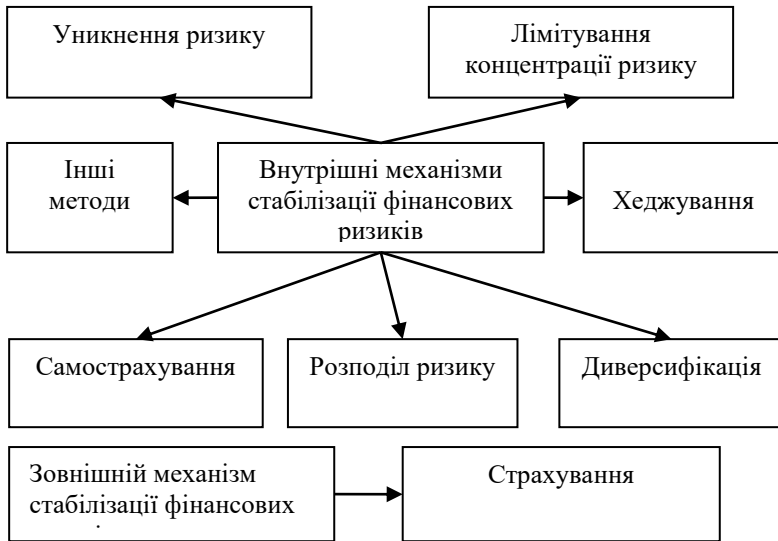 Уникнення ризику
Лімітування
концентрації ризику
Інші
методи
Внутрішні механізми
стабілізації фінансових
ризиків
Хеджування
Самострахування
Розподіл ризику
Диверсифікація
Зовнішній механізм
стабілізації фінансових
Страхування